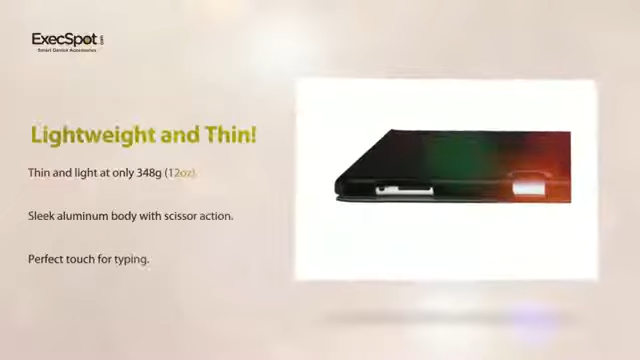 ExecSpot.com
Smart Device Accessories
Lightweight and Thin!
Thin and light at only 348g (12oz).
Sleek aluminum body with scissor action.
Perfect touch for typing.